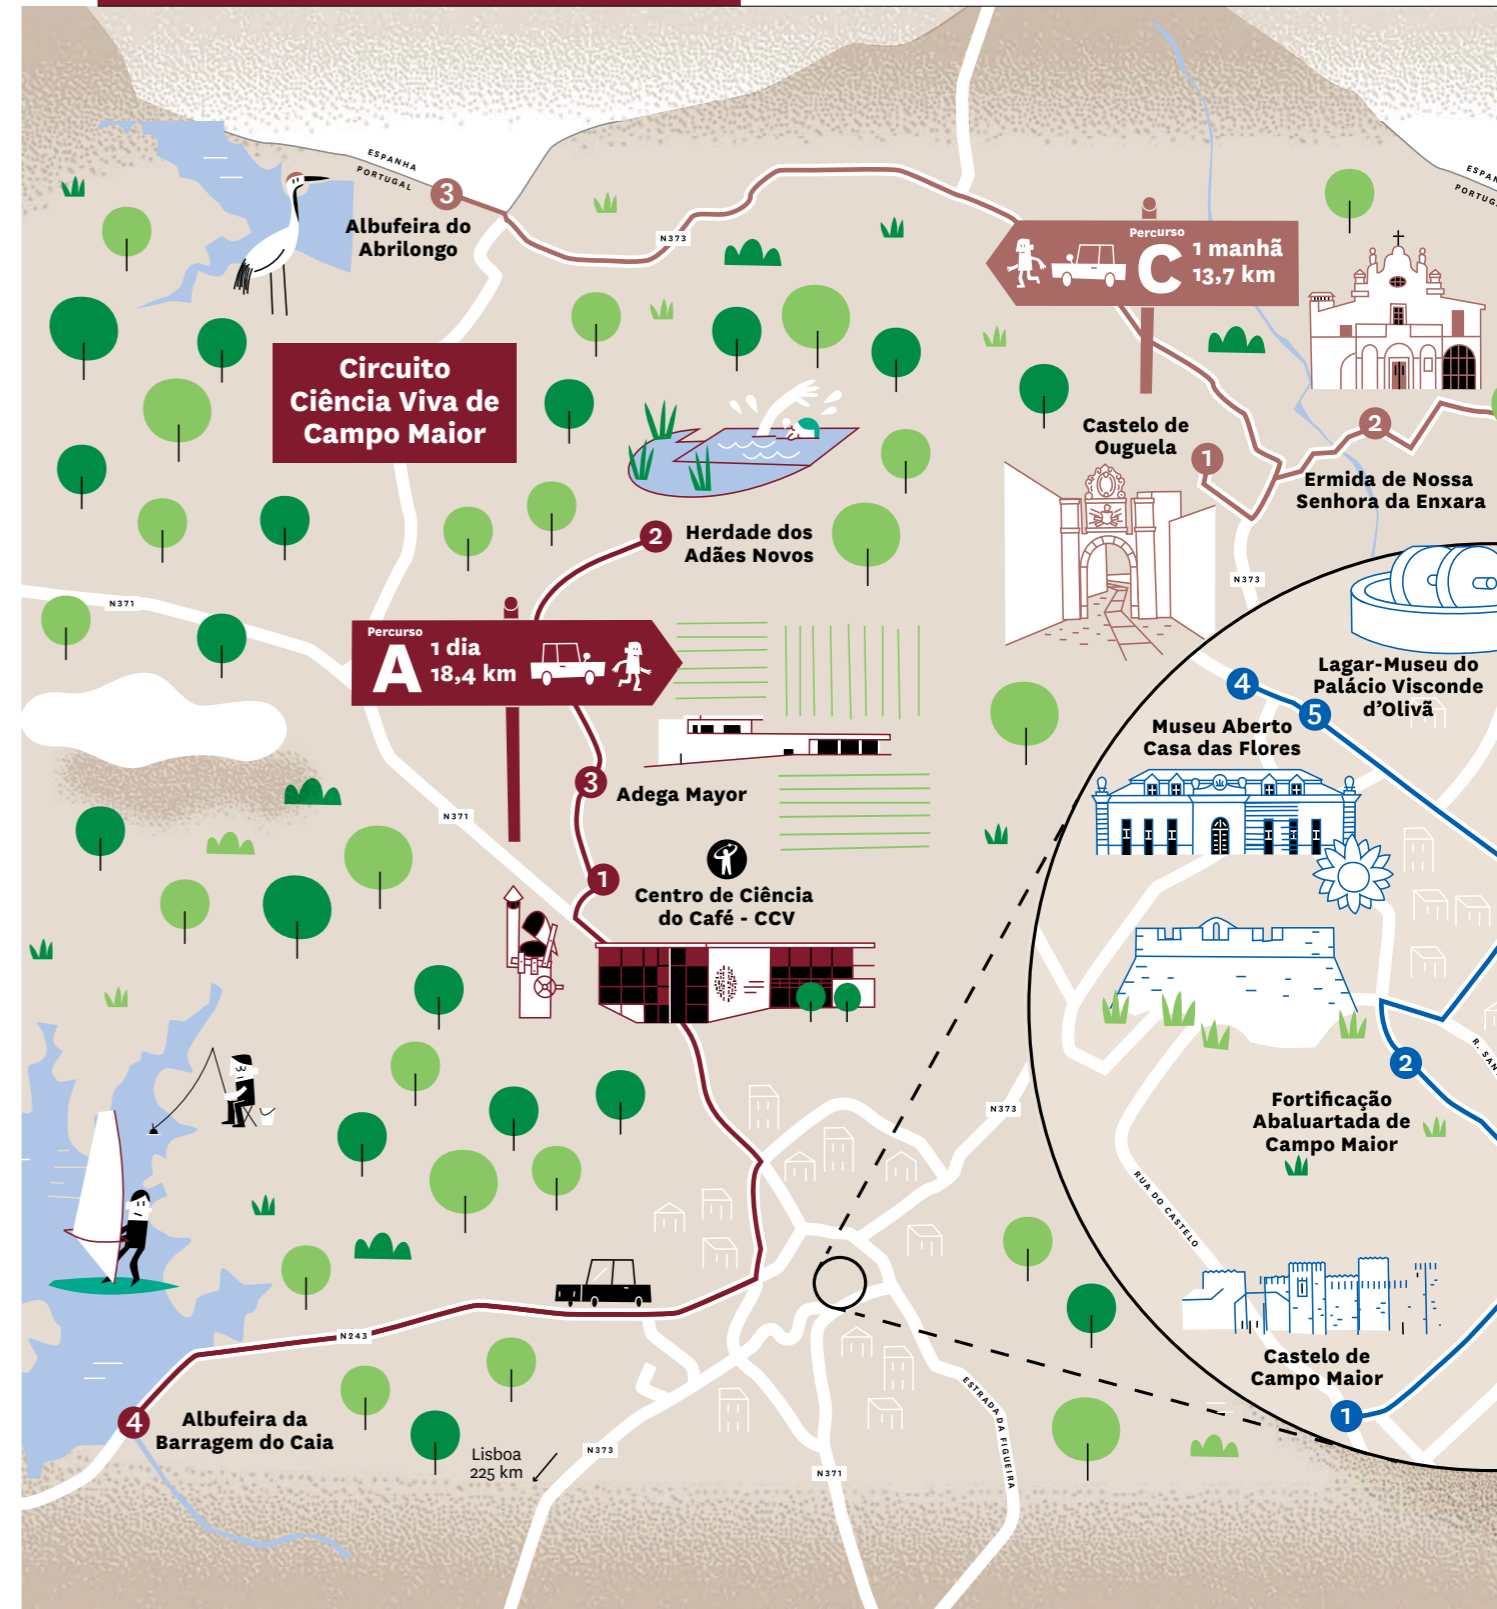 ESPANHA
PORTUGAL
3
Albufeira do
Abrilongo
N373
Percurso
C
1 manhã
13,7 km
PORTUG
Circuito
Ciência Viva de
Campo Maior
Castelo de
Ouguela
1
2
Ermida de Nossa
Senhora da Enxara
N373
2
Herdade dos
Adães Novos
N371
Percurso
A
1 dia
18,4 km
4
5
Lagar-Museu do
Palácio Visconde
d'Olivã
Museu Aberto
Casa das Flores
3
Adega Mayor
N371
1
Centro de Ciência
do Café - CCV
R. SAN
2
Fortificação
Abaluartada de
Campo Maior
N373
RUA DO CASTELO
Castelo de
Campo Maior
1
N243
4
Albufeira da
Barragem do Caia
Lisboa
225 km
N373
N371
ESTRADA DA FIGUEIRA